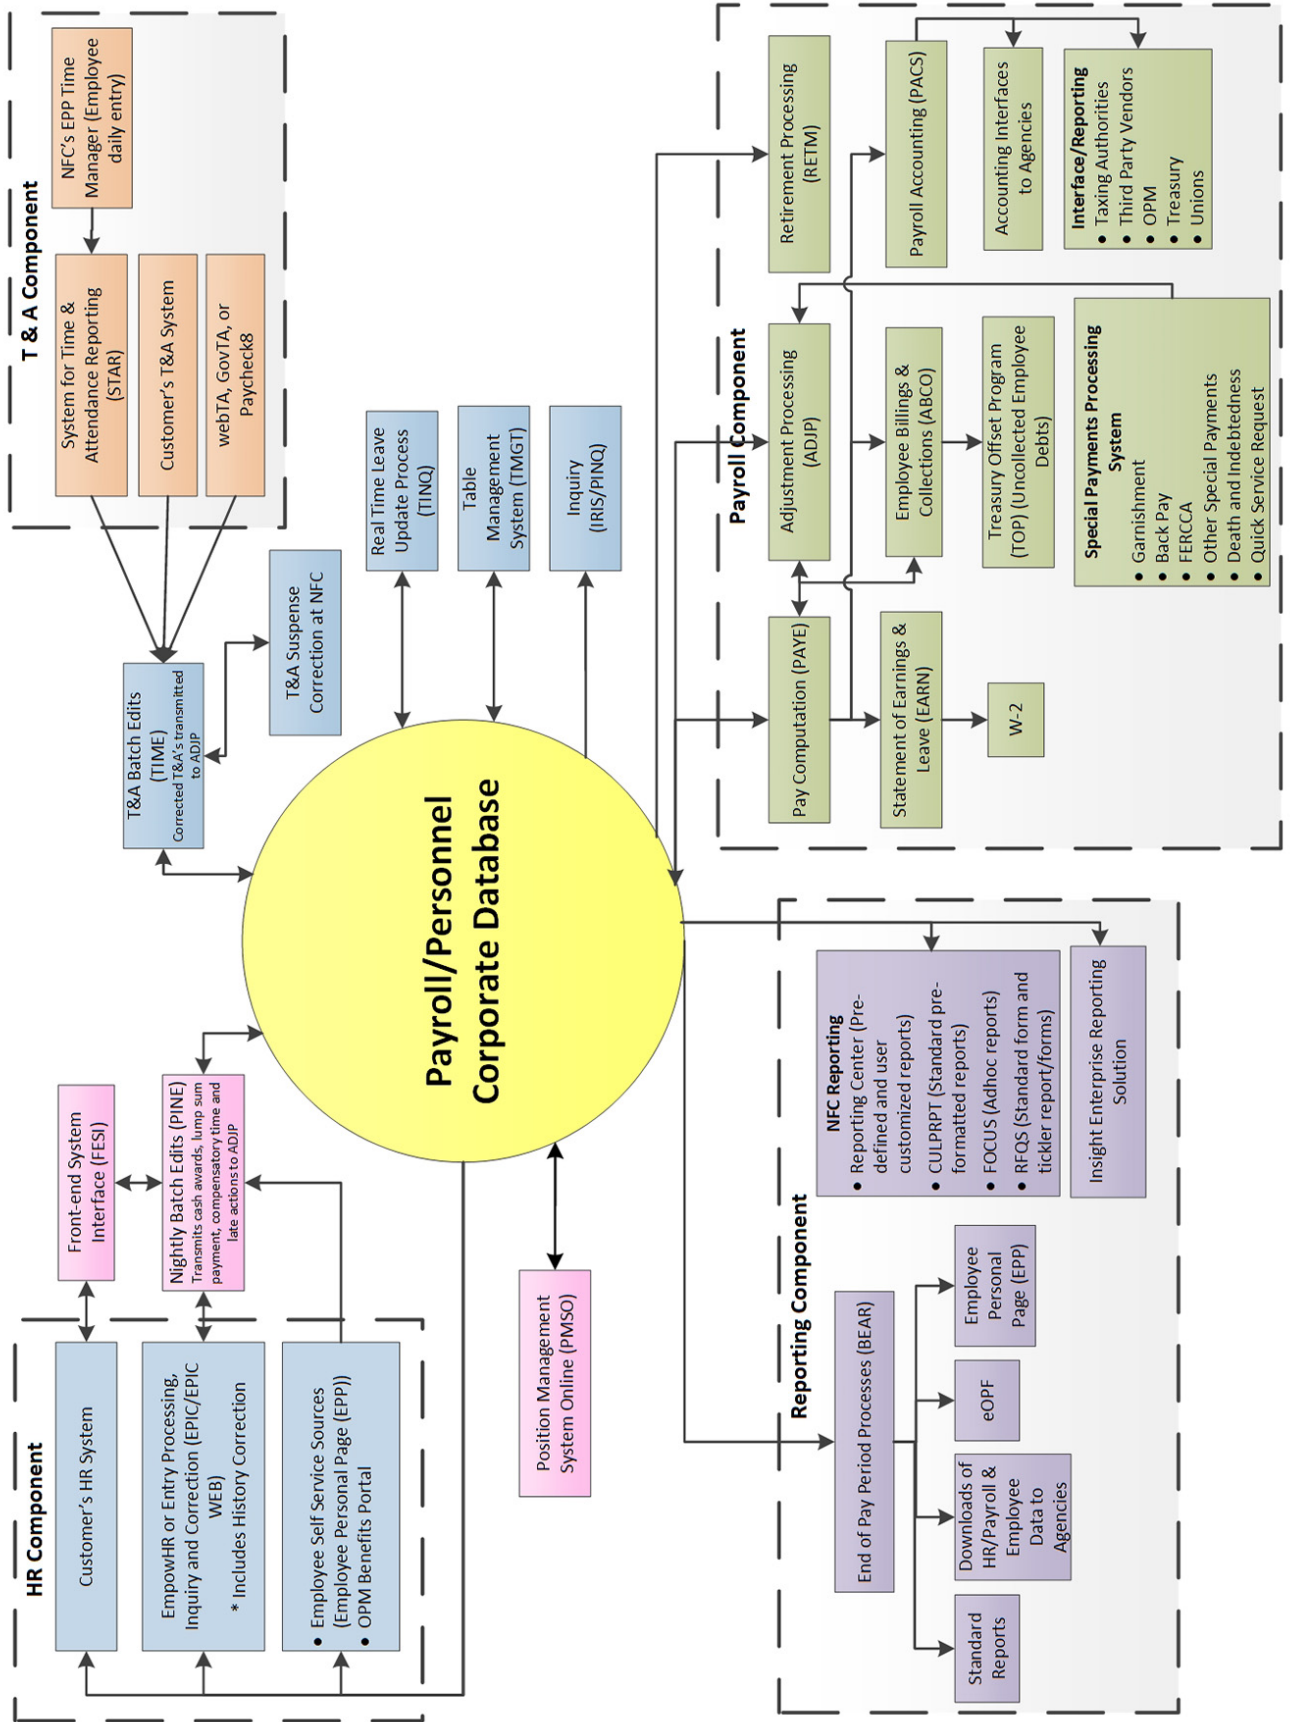 HR Component
Customer's HR System
EmpowHR or Entry Processing,
Inquiry and Correction (EPIC/EPIC
WEB)
* Includes History Correction
• Employee Self Service Sources
(Employee Personal Page (EPP))
• OPM Benefits Portal
Front-end System
Interface (FESI)
Nightly Batch Edits (PINE)
Transmits cash awards, lump sum
payment, compensatory time and
late actions to ADJP
Position Management
System Online (PMSO)
Payroll/Personnel
Corporate Database
T&A Batch Edits
(TIME)
Corrected T&A's transmitted
to ADJP
T&A Suspense
Correction at NFC
T & A Component
System for Time &
Attendance Reporting
(STAR)
NFC's EPP Time
Manager (Employee
daily entry)
Customer's T&A System
webTA, GovTA, or
Paycheck8
Real Time Leave
Update Process
(TINQ)
Table
Management
System (TMGT)
Inquiry
(IRIS/PINQ)
Reporting Component
End of Pay Period Processes (BEAR)
Standard
Reports
Downloads of
HR/Payroll &
Employee
Data to
Agencies
eOPF
Employee
Personal
Page (EPP)
NFC Reporting
• Reporting Center (Pre-
defined and user
customized reports)
• CULPRPT (Standard pre-
formatted reports)
• FOCUS (Adhoc reports)
• RFQS (Standard form and
tickler report/forms)
Insight Enterprise Reporting
Solution
Payroll Component
Pay Computation (PAYE)
Adjustment Processing
(ADJP)
Retirement Processing
(RETM)
Statement of Earnings &
Leave (EARN)
Employee Billings &
Collections (ABCO)
Payroll Accounting (PACS)
W-2
Treasury Offset Program
(TOP) (Uncollected Employee
Debts)
Accounting Interfaces
to Agencies
Special Payments Processing
System
• Garnishment
• Back Pay
• FERCCA
• Other Special Payments
• Death and Indebtedness
• Quick Service Request
Interface/Reporting
• Taxing Authorities
• Third Party Vendors
• OPM
• Treasury
• Unions